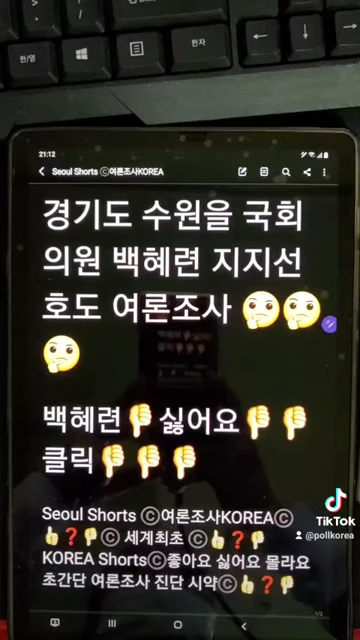 한/영
한자
21:12
Seoul Shorts ⓒ여론조사KOREA
경기도 수원을 국회
의원 백혜련 지지선
호도 여론조사 🤔🤔
🤔
백혜련👎싫어요👎👎
클릭👎👎👎
Seoul Shorts ⓒ여론조사KOREAⓒ
👍❓👎ⓒ 세계최초 ⓒ👍❓👎
KOREA Shortsⓒ좋아요 싫어요 몰라요
초간단 여론조사 진단 시약ⓒ👍❓👎
TikTok
@pollkorea
1/2